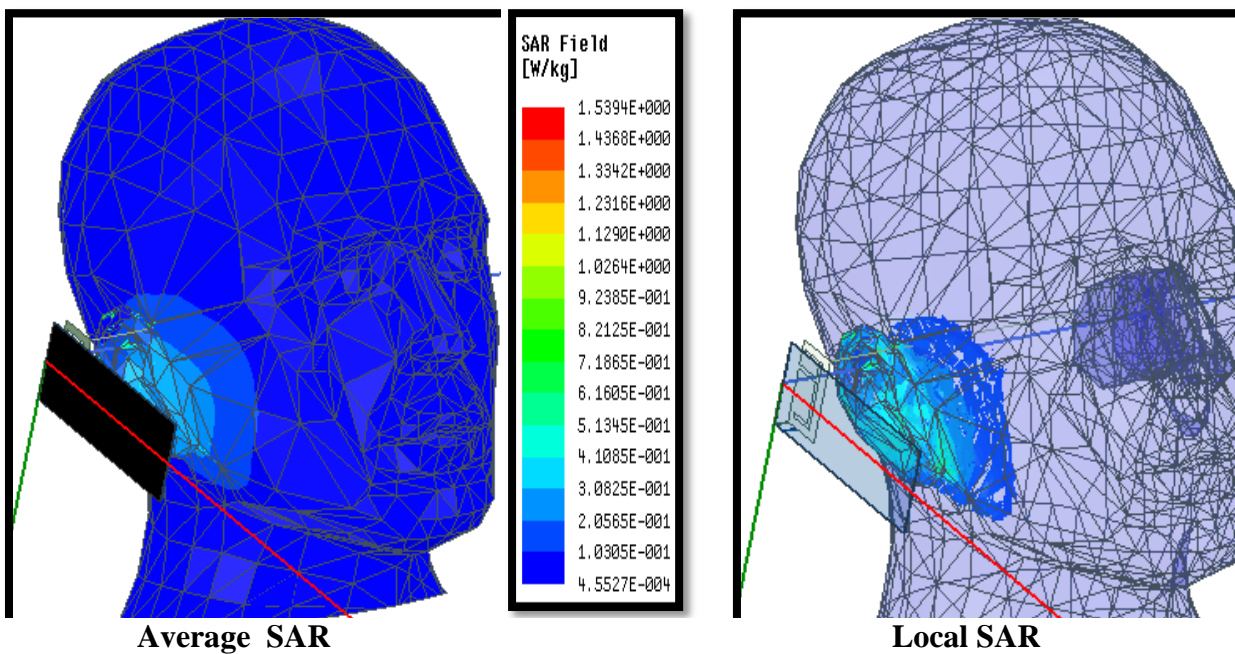 SAR Field
[W/kg]
1.5394E+000
1.4368E+000
1.3342E+000
1.2316E+000
1.1290E+000
1.0264E+000
9.2385E-001
8.2125E-001
7.1865E-001
6.1605E-001
5.1345E-001
4.1085E-001
3.0825E-001
2.0565E-001
1.0305E-001
4.5527E-004
Average SAR
Local SAR